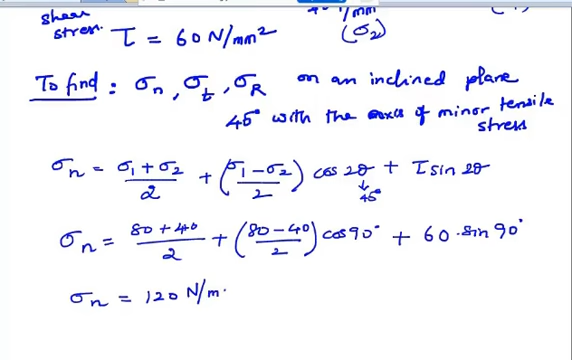 shear
stress. τ = 60 N/mm²
(σ₂)
To find : σn, σt, σR on an inclined plane
45° with the axis of minor tensile
stress
σn = σ₁ + σ₂ / 2 + (σ₁ - σ₂ / 2) cos 2θ + τ sin 2θ
↓
45°
σn = 80 + 40 / 2 + (80 - 40 / 2) cos 90° + 60 · sin 90°
σn = 120 N/m.